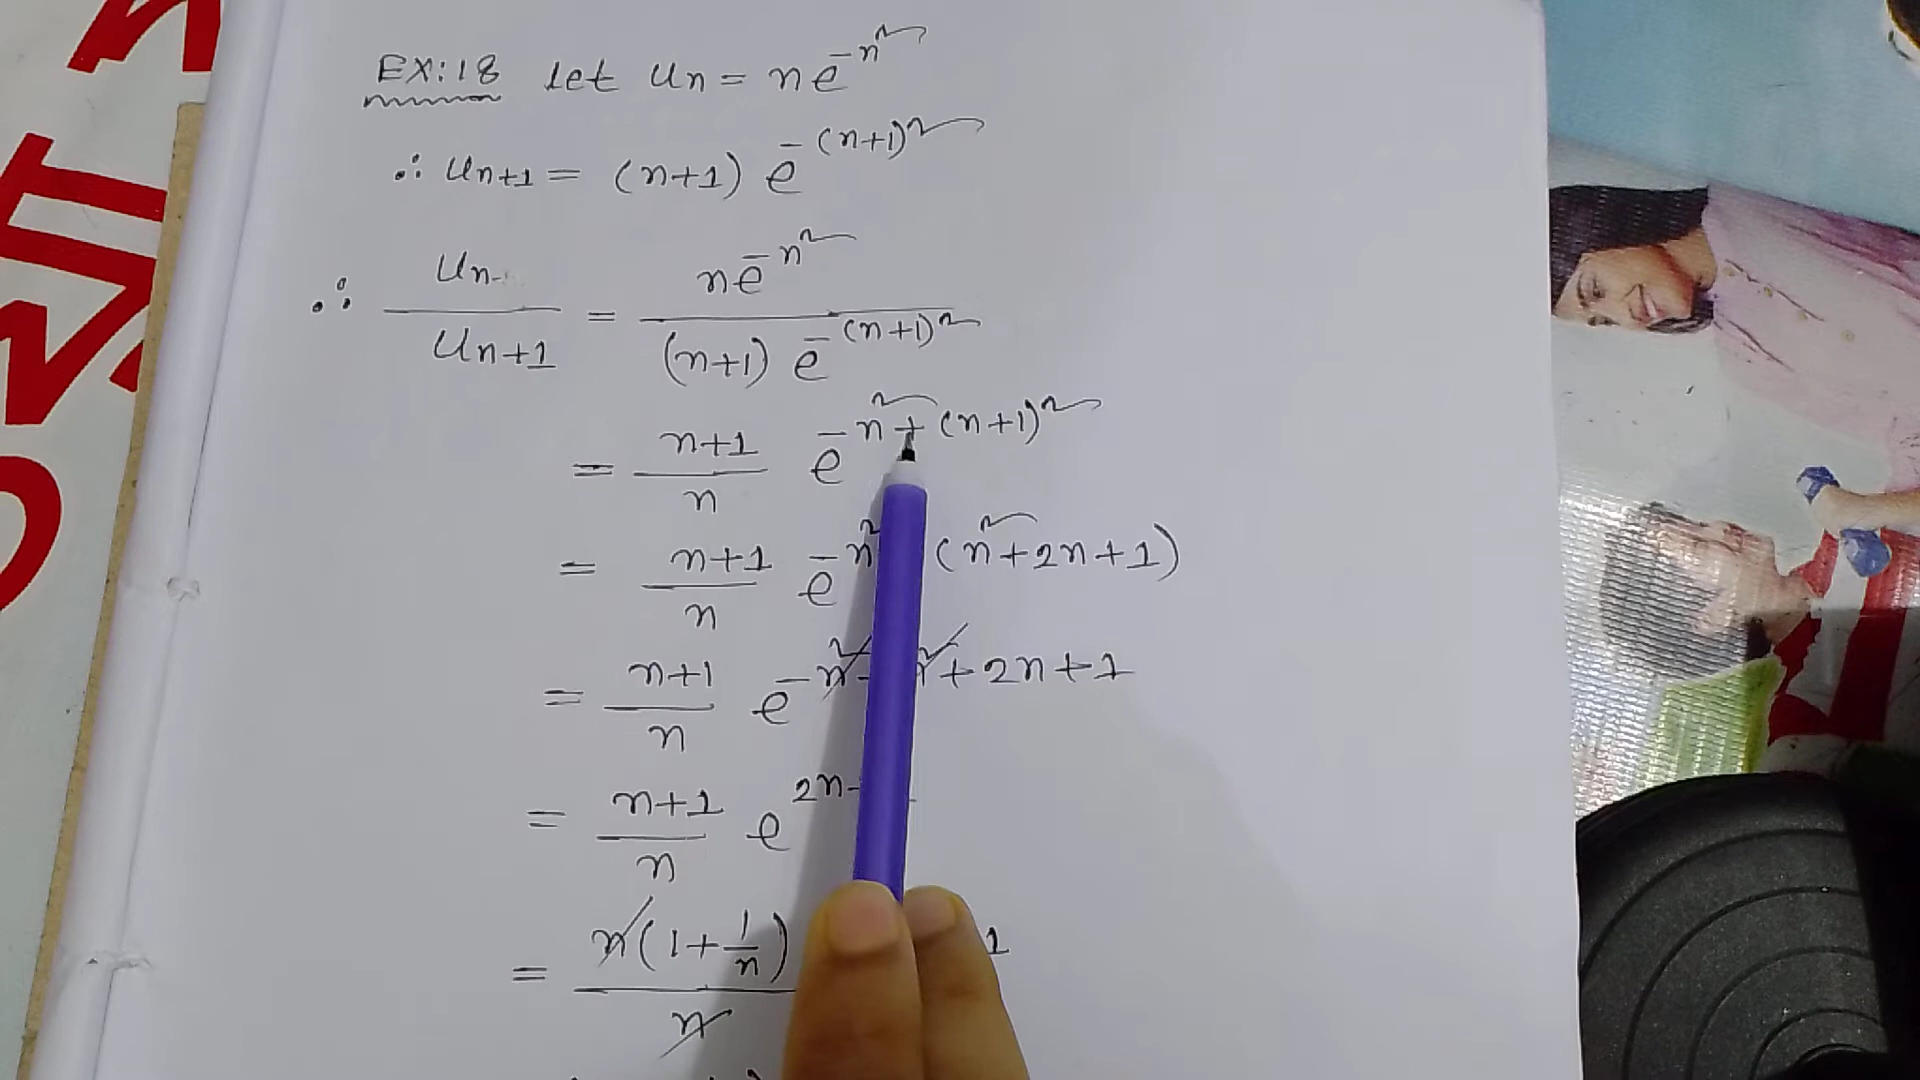 EX:18 Let Un = ne^-n²
∴ Un+1 = (n+1) e^-(n+1)²
∴ Un / Un+1 = ne^-n² / (n+1) e^-(n+1)²
= n+1 / n e^-n²+(n+1)²
= n+1 / n e^-n² (n²+2n+1)
= n+1 / n e^-n² n²+2n+1
= n+1 / n e^2n
= n(1+1/n) / n 1